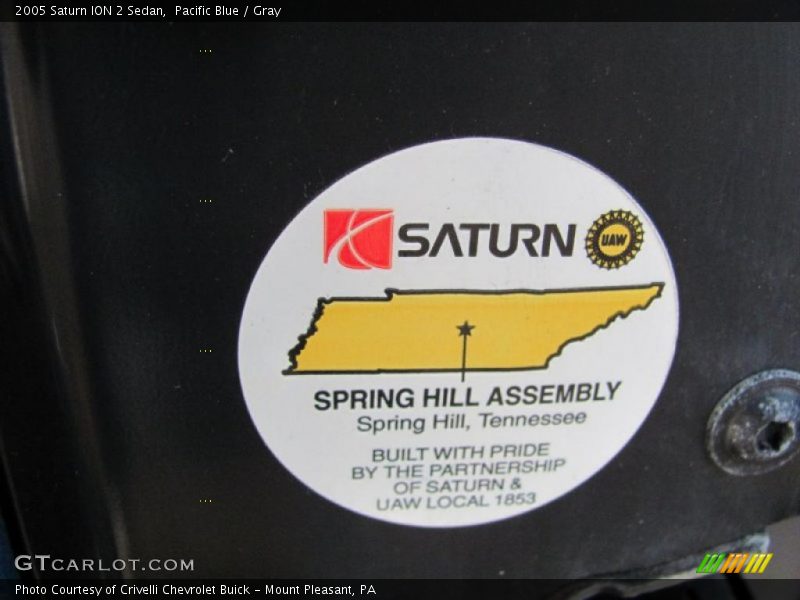 2005 Saturn ION 2 Sedan,  Pacific Blue / Gray
SATURN
UAW
SPRING HILL ASSEMBLY
Spring Hill, Tennessee
BUILT WITH PRIDE
BY THE PARTNERSHIP
OF SATURN &
UAW LOCAL 1853
GTCARLOT.COM
Photo Courtesy of Crivelli Chevrolet Buick - Mount Pleasant, PA